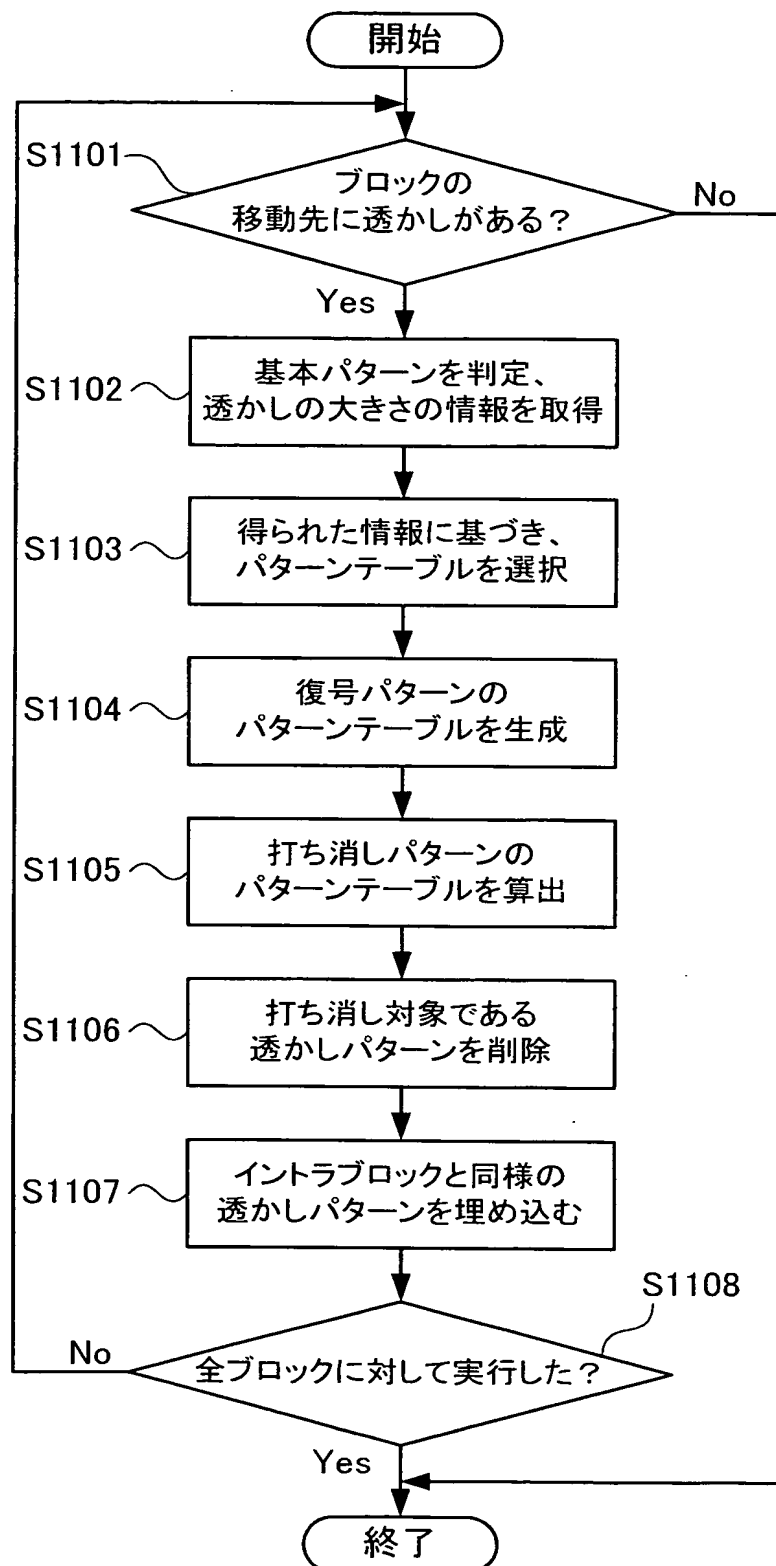 開始
S1101
ブロックの
移動先に透かしがある？
No
Yes
S1102
基本パターンを判定、
透かしの大きさの情報を取得
S1103
得られた情報に基づき、
パターンテーブルを選択
S1104
復号パターンの
パターンテーブルを生成
S1105
打ち消しパターンの
パターンテーブルを算出
S1106
打ち消し対象である
透かしパターンを削除
S1107
イントラブロックと同様の
透かしパターンを埋め込む
S1108
No
全ブロックに対して実行した？
Yes
終了